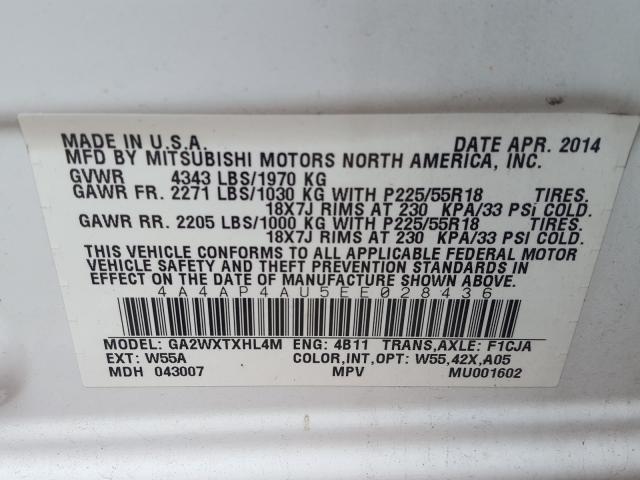 MADE IN U.S.A. DATE APR. 2014
MFD BY MITSUBISHI MOTORS NORTH AMERICA, INC.
GVWR 4343 LBS/1970 KG
GAWR FR. 2271 LBS/1030 KG WITH P225/55R18 TIRES.
18X7J RIMS AT 230 KPA/33 PSi COLD.
GAWR RR. 2205 LBS/1000 KG WITH P225/55R18 TIRES.
18X7J RIMS AT 230 KPA/33 PSi COLD.
THIS VEHICLE CONFORMS TO ALL APPLICABLE FEDERAL MOTOR
VEHICLE SAFETY AND THEFT PREVENTION STANDARDS IN
EFFECT ON THE DATE OF MANUFACTURE SHOWN ABOVE.
4A4AP4AU5EE028436
MODEL: GA2WXTXHL4M ENG: 4B11 TRANS,AXLE: F1CJA
EXT: W55A COLOR,INT,OPT: W55,42X,A05
MDH 043007 MPV MU001602